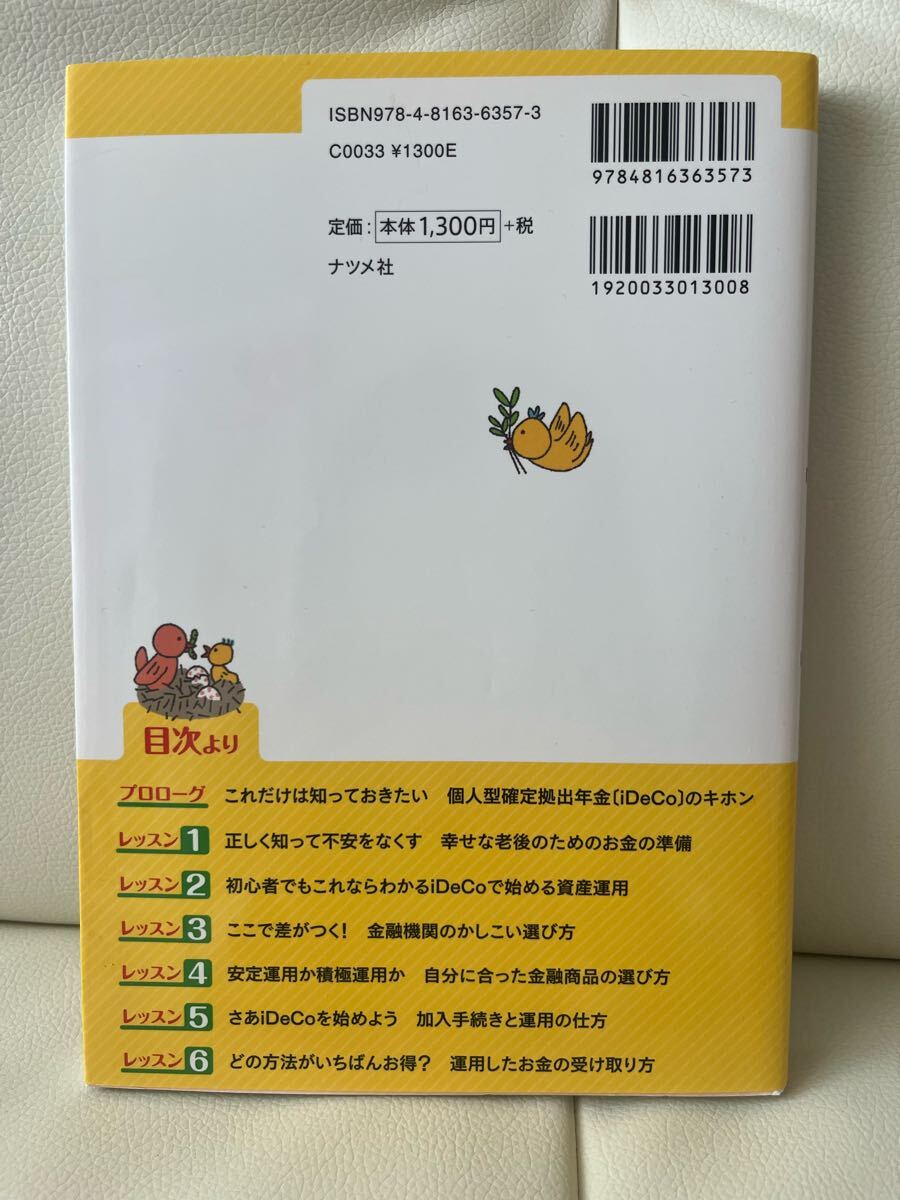 ISBN978-4-8163-6357-3
C0033 ¥1300E
9784816363573
定価：本体1,300円+税
ナツメ社
1920033013008
目次より
プロローグ これだけは知っておきたい 個人型確定拠出年金〔iDeCo〕のキホン
レッスン1 正しく知って不安をなくす 幸せな老後のためのお金の準備
レッスン2 初心者でもこれならわかるiDeCoで始める資産運用
レッスン3 ここで差がつく！ 金融機関のかしこい選び方
レッスン4 安定運用か積極運用か 自分に合った金融商品の選び方
レッスン5 さあiDeCoを始めよう 加入手続きと運用の仕方
レッスン6 どの方法がいちばんお得？ 運用したお金の受け取り方